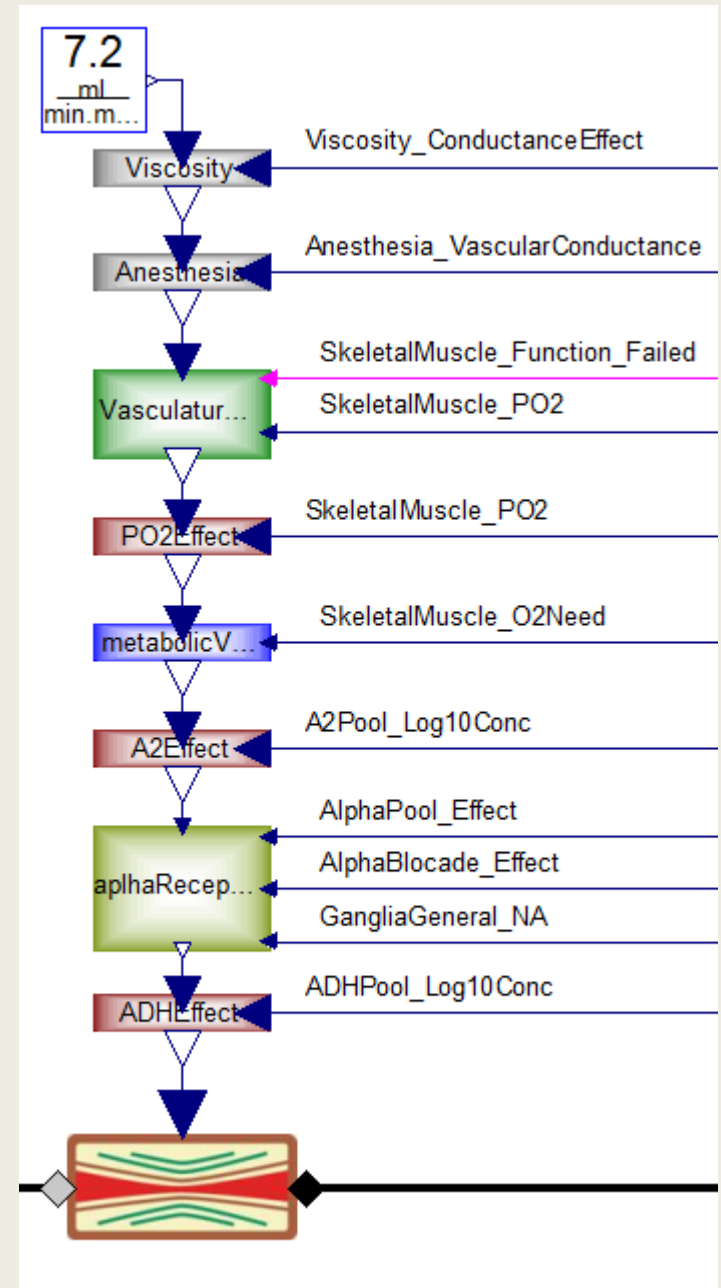 7.2
ml
min.m...
Viscosity_ConductanceEffect
Viscosity
Anesthesia_VascularConductance
Anesthesia
SkeletalMuscle_Function_Failed
Vasculatur...
SkeletalMuscle_PO2
SkeletalMuscle_PO2
PO2Effect
SkeletalMuscle_O2Need
metabolicV...
A2Pool_Log10Conc
A2Effect
AlphaPool_Effect
AlphaBlocade_Effect
aplhaRecep...
GangliaGeneral_NA
ADHPool_Log10Conc
ADHEffect